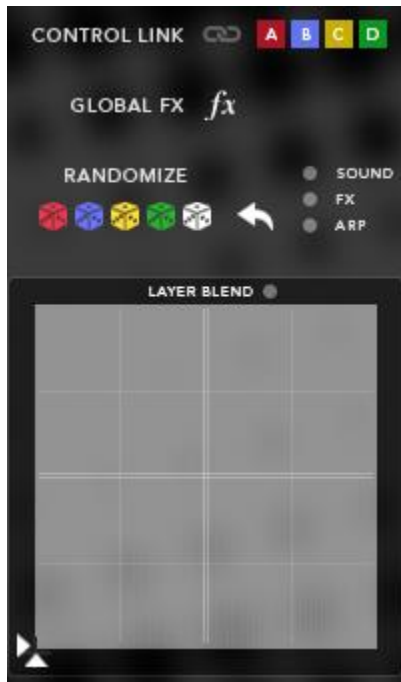 CONTROL LINK A B C D
GLOBAL FX fx
RANDOMIZE
SOUND
FX
ARP
LAYER BLEND